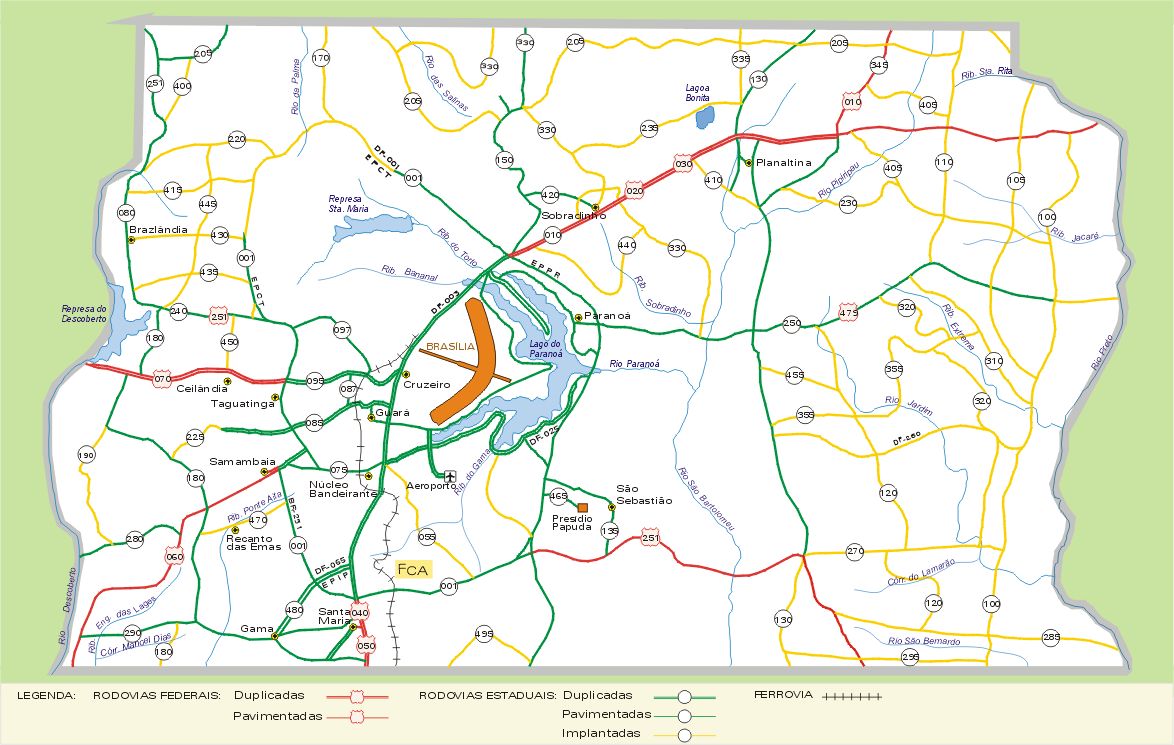 205
251
400
170
330
205
330
205
205
335
130
345
010
405
Rio da Palma
Rio das Salinas
Lagoa
Bonita
Rib. Sta. Rita
220
DF-001
EPCT
001
330
235
150
030
Planaltina
410
020
405
Rio Pipiripau
110
105
415
445
080
Represa
Sta. Maria
420
Sobradinho
230
100
Brazlândia
430
001
EPCT
Rib. do Torto
010
440
330
Rib. Jacaré
435
Rib. Bananal
EPPR
Rib.
Sobradinho
Represa do
Descoberto
240
251
DF-003
Paranoá
250
479
320
Rib. Extrema
180
450
097
BRASÍLIA
Lago do
Paranoá
Rio Paranoá
310
Rio Preto
070
Ceilândia
095
087
Cruzeiro
455
355
Taguatinga
Guará
355
Rio Jardim
320
225
085
DF-025
DF-260
190
Samambaia
180
075
Núcleo
Bandeirante
Aeroporto
Rib. do Gama
465
São
Sebastião
Rio São Bartolomeu
120
Rib. Ponte Alta
470
BR-251
Presídio
Papuda
Recanto
das Emas
280
001
055
135
251
270
060
DF-065
EPIP
FCA
001
Córr. do Lamarão
Rio Descoberto
Rib. Eng. das Lages
480
Santa
Maria
040
130
120
100
290
Córr. Manoel Dias
180
Gama
050
495
Rio São Bernardo
285
295
LEGENDA: RODOVIAS FEDERAIS: Duplicadas RODOVIAS ESTADUAIS: Duplicadas FERROVIA
Pavimentadas Pavimentadas
Implantadas